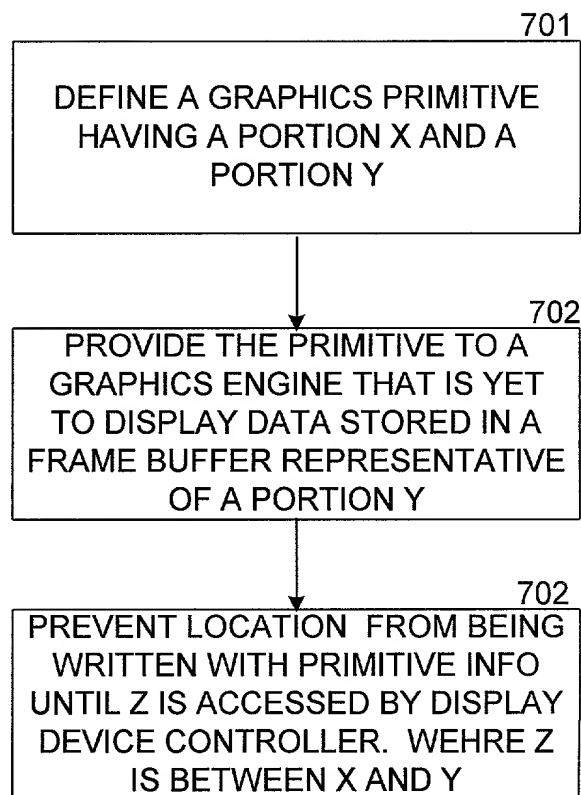 701
DEFINE A GRAPHICS PRIMITIVE
HAVING A PORTION X AND A
PORTION Y
702
PROVIDE THE PRIMITIVE TO A
GRAPHICS ENGINE THAT IS YET
TO DISPLAY DATA STORED IN A
FRAME BUFFER REPRESENTATIVE
OF A PORTION Y
702
PREVENT LOCATION FROM BEING
WRITTEN WITH PRIMITIVE INFO
UNTIL Z IS ACCESSED BY DISPLAY
DEVICE CONTROLLER. WEHRE Z
IS BETWEEN X AND Y